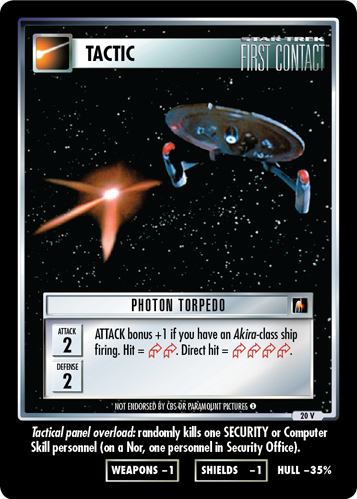 TACTIC
STAR TREK
FIRST CONTACT
PHOTON TORPEDO
ATTACK
2
DEFENSE
2
ATTACK bonus +1 if you have an Akira-class ship
firing. Hit = . Direct hit = .
NOT ENDORSED BY CBS OR PARAMOUNT PICTURES
20 V
Tactical panel overload: randomly kills one SECURITY or Computer
Skill personnel (on a Nor, one personnel in Security Office).
WEAPONS –1 SHIELDS –1 HULL –35%